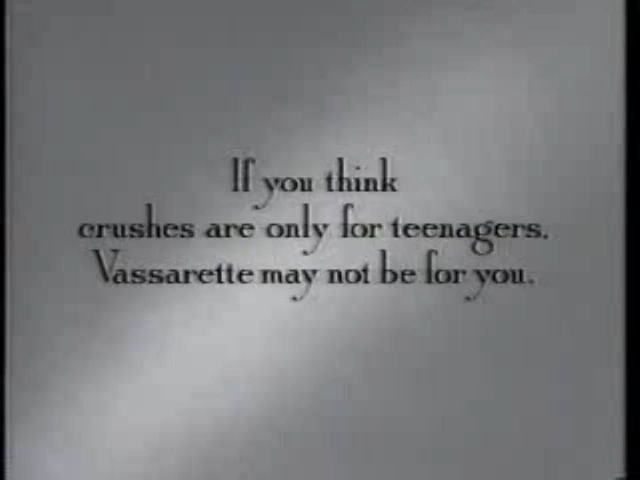 If you think
crushes are only for teenagers,
Vassarette may not be for you.